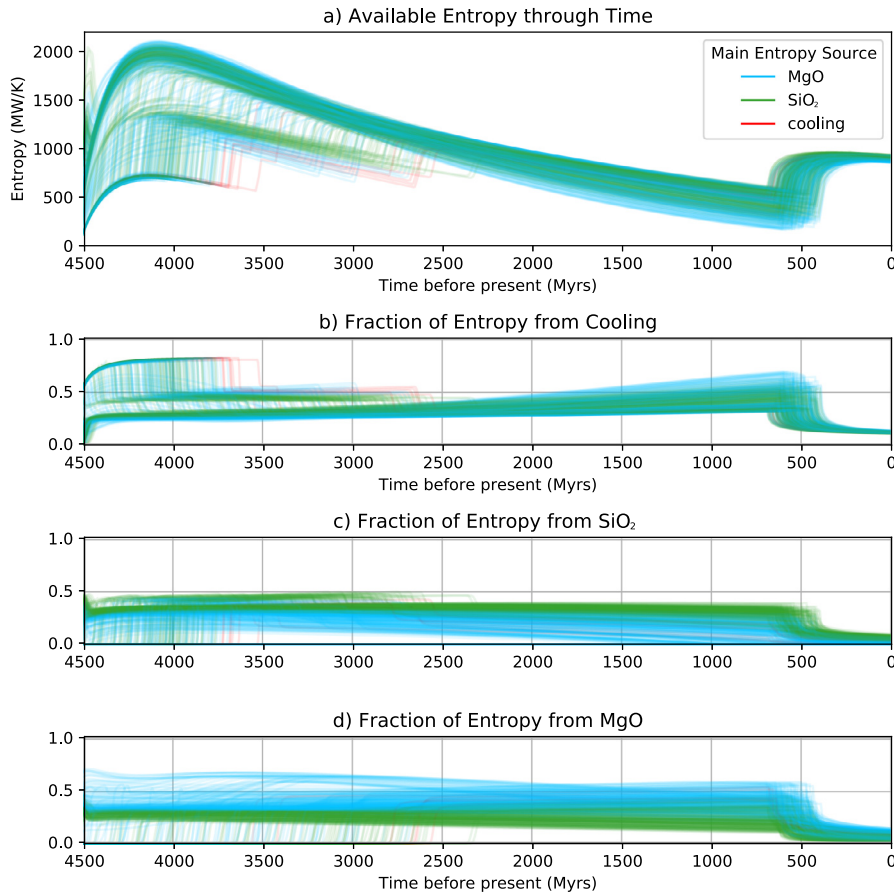 a) Available Entropy through Time
Entropy (MW/K)
2000
1500
1000
500
0
Main Entropy Source
MgO
SiO₂
cooling
4500 4000 3500 3000 2500 2000 1500 1000 500 0
Time before present (Myrs)
b) Fraction of Entropy from Cooling
1.0
0.5
0.0
4500 4000 3500 3000 2500 2000 1500 1000 500 0
Time before present (Myrs)
c) Fraction of Entropy from SiO₂
1.0
0.5
0.0
4500 4000 3500 3000 2500 2000 1500 1000 500 0
d) Fraction of Entropy from MgO
1.0
0.5
0.0
4500 4000 3500 3000 2500 2000 1500 1000 500 0
Time before present (Myrs)